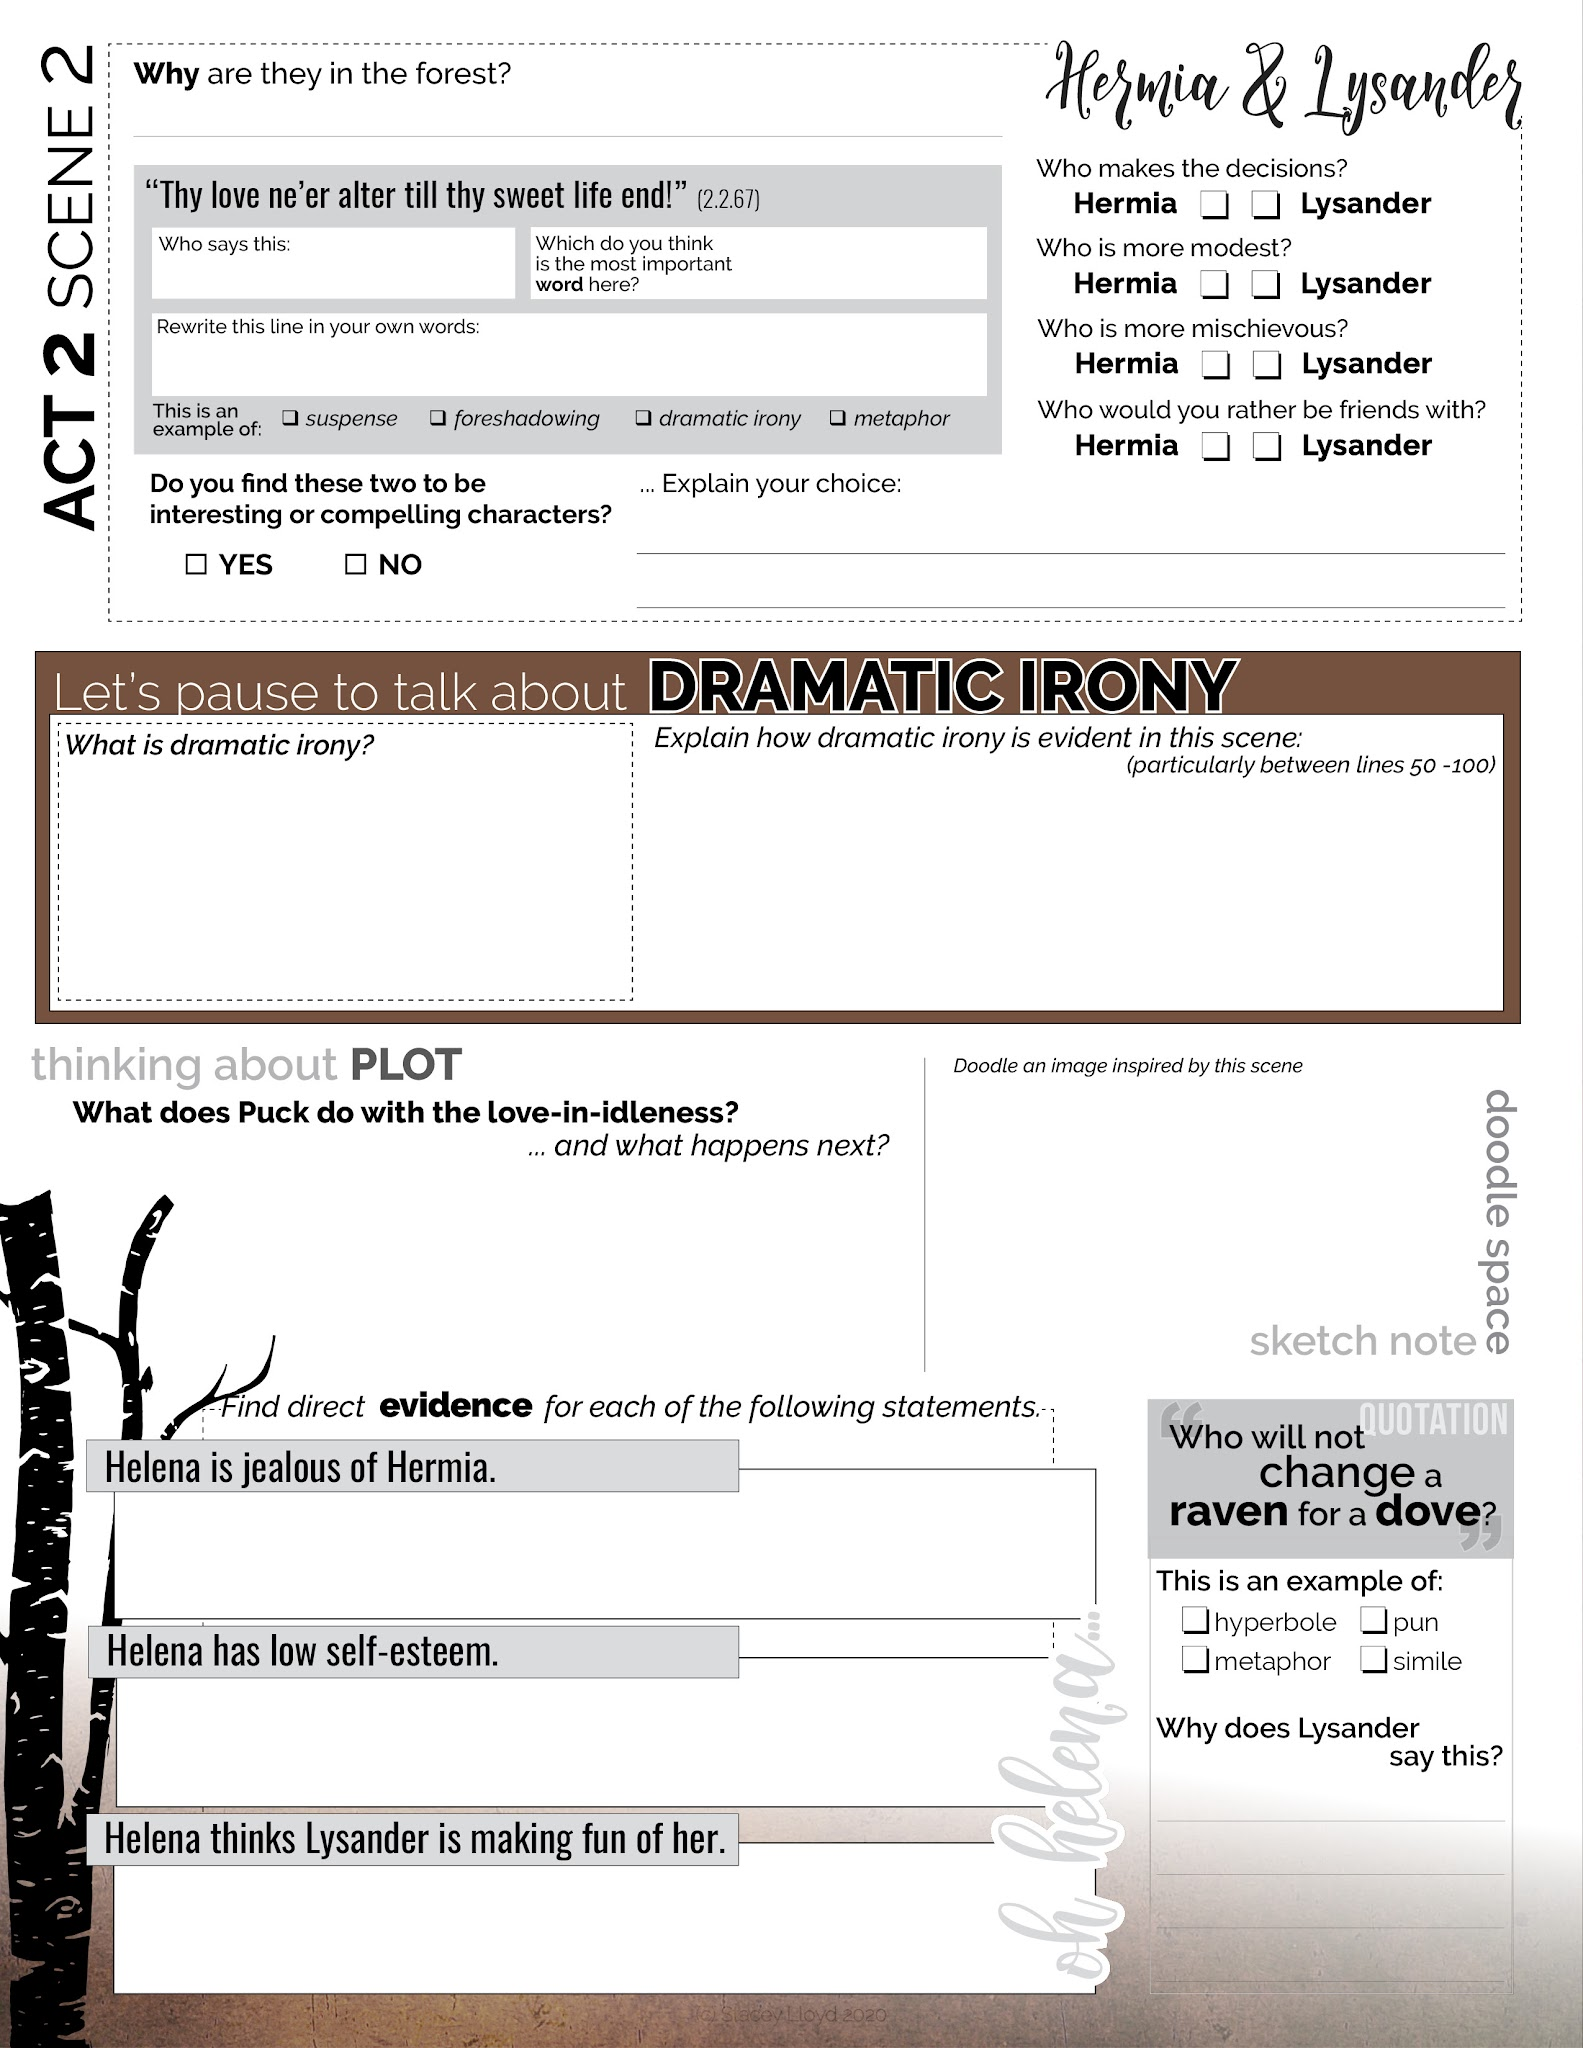 ACT 2 SCENE 2
Why are they in the forest?
Hermia & Lysander
“Thy love ne’er alter till thy sweet life end!” (2.2.67)
Who says this:
Which do you think
is the most important
word here?
Rewrite this line in your own words:
This is an
example of:
❑ suspense ❑ foreshadowing ❑ dramatic irony ❑ metaphor
Who makes the decisions?
Hermia ❑ ❑ Lysander
Who is more modest?
Hermia ❑ ❑ Lysander
Who is more mischievous?
Hermia ❑ ❑ Lysander
Who would you rather be friends with?
Hermia ❑ ❑ Lysander
Do you find these two to be
interesting or compelling characters?
☐ YES ☐ NO
... Explain your choice:
Let’s pause to talk about DRAMATIC IRONY
What is dramatic irony?
Explain how dramatic irony is evident in this scene:
(particularly between lines 50 -100)
thinking about PLOT
What does Puck do with the love-in-idleness?
... and what happens next?
Doodle an image inspired by this scene
doodle space
sketch note
Find direct evidence for each of the following statements.
Helena is jealous of Hermia.
Helena has low self-esteem.
Helena thinks Lysander is making fun of her.
oh helena...
QUOTATION
“Who will not
change a
raven for a dove?”
This is an example of:
❑ hyperbole ❑ pun
❑ metaphor ❑ simile
Why does Lysander
say this?
(c) Stacey Lloyd 2020